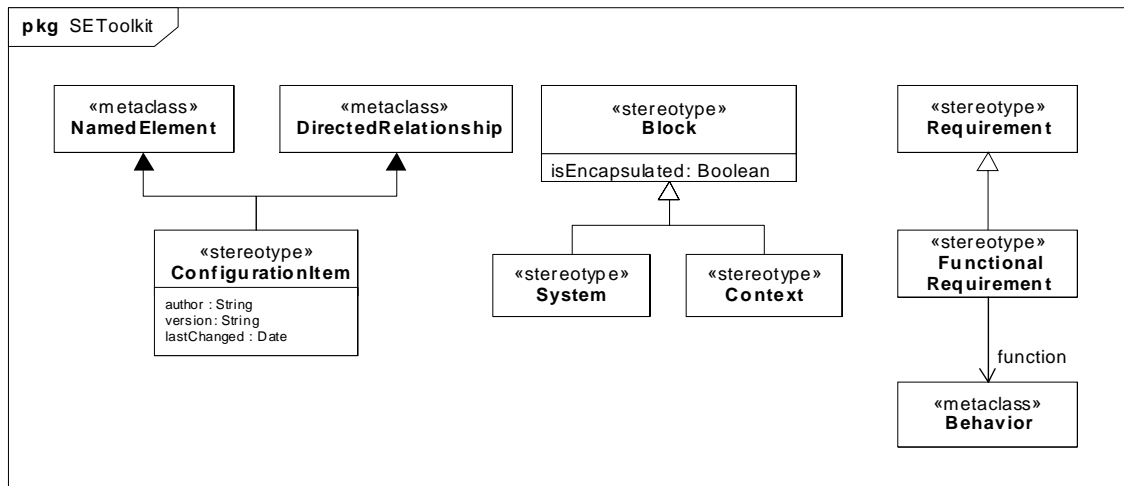 pkg SEToolkit
«metaclass»
NamedElement
«metaclass»
DirectedRelationship
«stereotype»
Block
isEncapsulated: Boolean
«stereotype»
Requirement
«stereotype»
ConfigurationItem
author : String
version: String
lastChanged : Date
«stereotype»
System
«stereotype»
Context
«stereotype»
Functional
Requirement
function
«metaclass»
Behavior